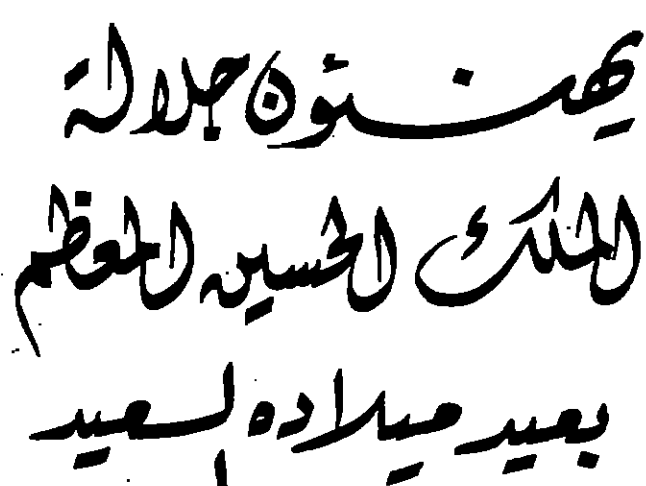 يهنئون جلالة
الملك الحسين المعظم
بعيد ميلاده السعيد